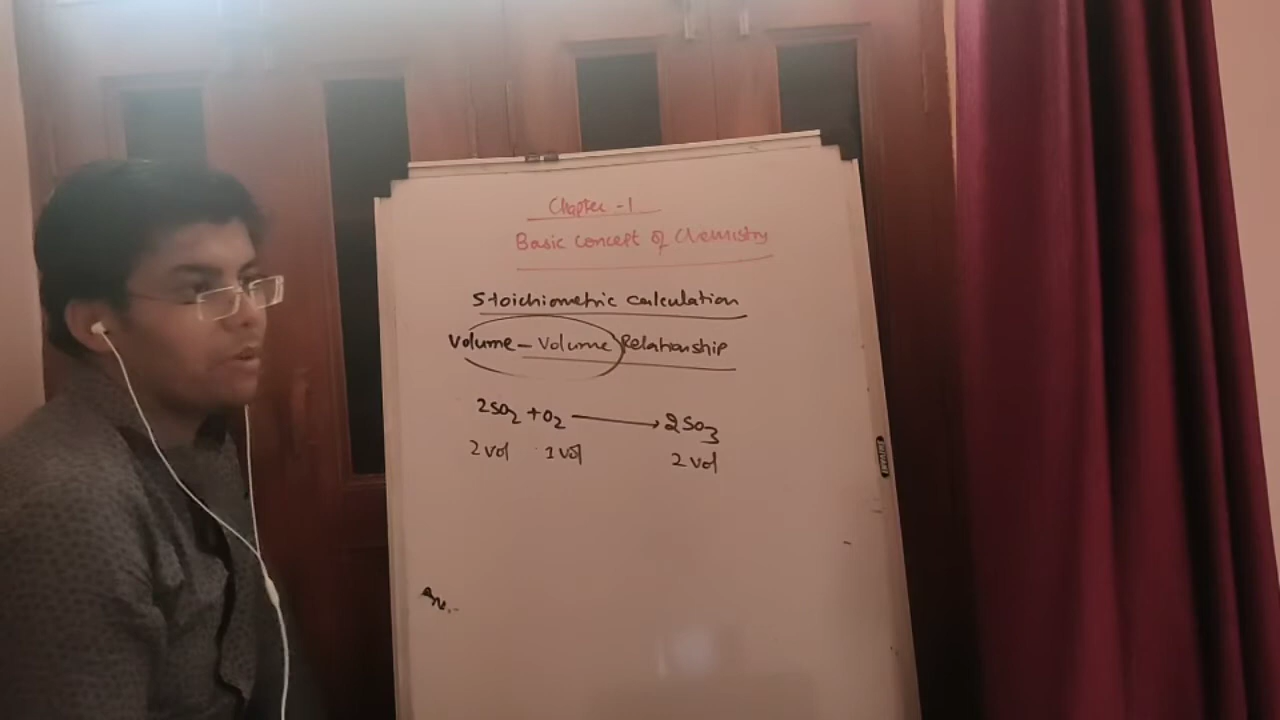 Chapter -1
Basic Concept of Chemistry
Stoichiometric calculation
Volume - Volume Relationship
2SO2 + O2 → 2SO3
2 vol 1 vol 2 vol